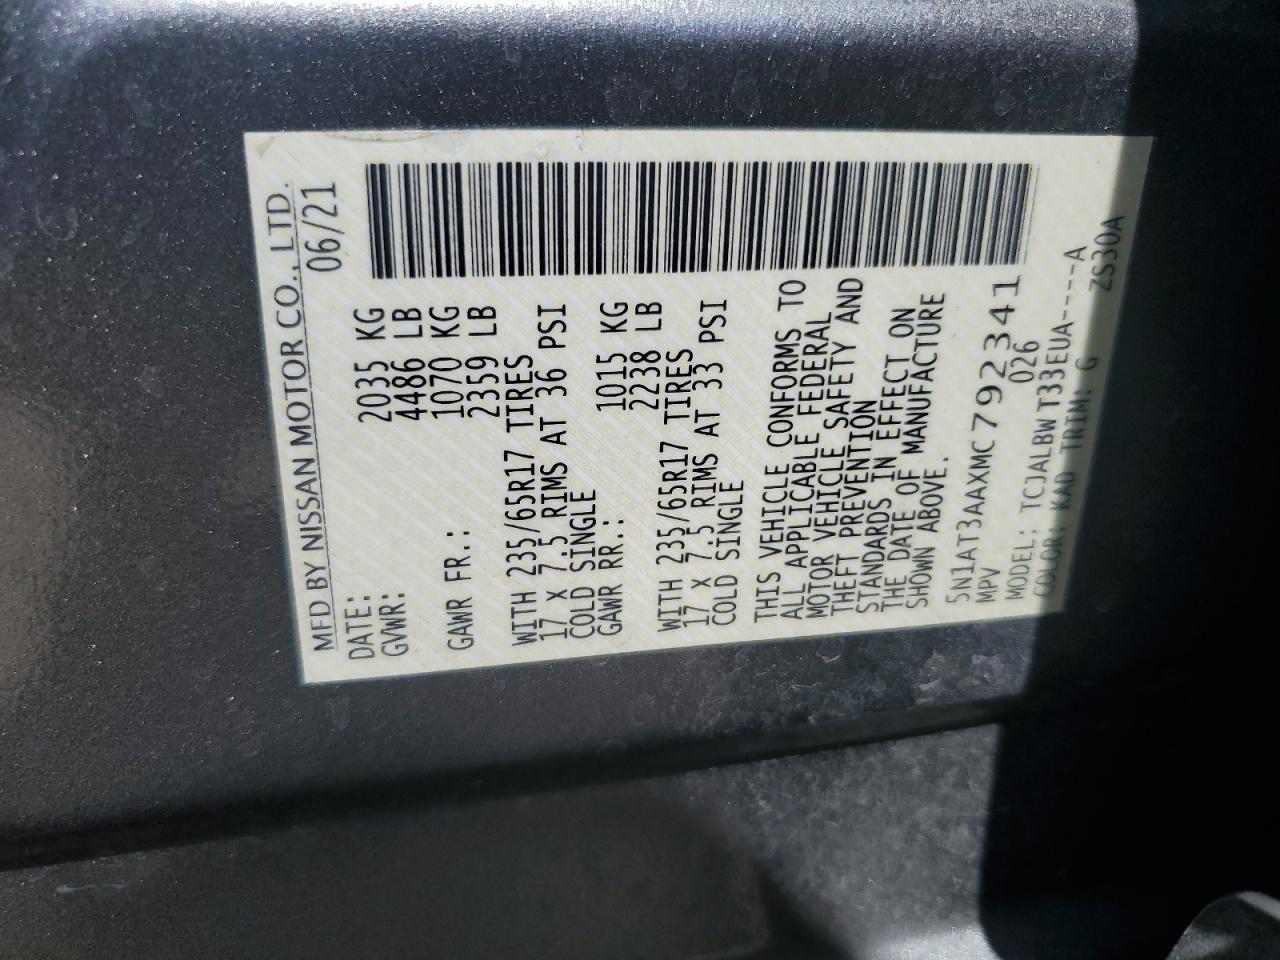 MFD BY NISSAN MOTOR CO., LTD.
DATE: 06/21
GVWR: 2035 KG
4486 LB
GAWR FR.: 1070 KG
2359 LB
WITH 235/65R17 TIRES
17 X 7.5 RIMS AT 36 PSI
COLD SINGLE
GAWR RR.: 1015 KG
2238 LB
WITH 235/65R17 TIRES
17 X 7.5 RIMS AT 33 PSI
COLD SINGLE
THIS VEHICLE CONFORMS TO
ALL APPLICABLE FEDERAL
MOTOR VEHICLE SAFETY AND
THEFT PREVENTION
STANDARDS IN EFFECT ON
THE DATE OF MANUFACTURE
SHOWN ABOVE.
5N1AT3AAXMC792341
MPV 026
MODEL: TCJALBWT33EUA----A
COLOR: KAD TRIM: G ZS30A